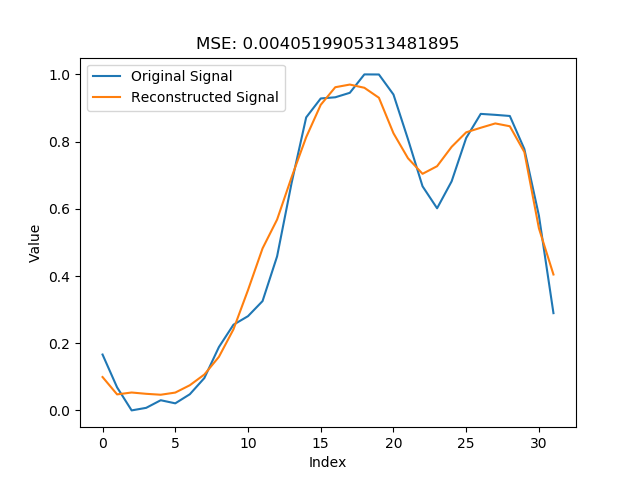 MSE: 0.0040519905313481895
Original Signal
Reconstructed Signal
1.0
0.8
0.6
0.4
0.2
0.0
Value
0 5 10 15 20 25 30
Index